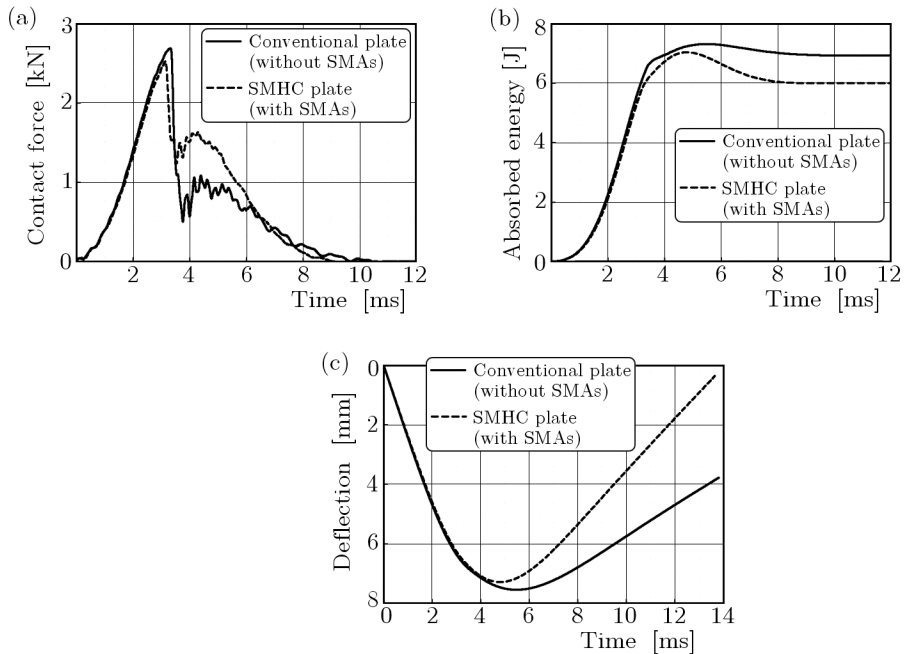 (a)
3
2
1
0
Contact force [kN]
Conventional plate
(without SMAs)
SMHC plate
(with SMAs)
2 4 6 8 10 12
Time [ms]
(b)
8
6
4
2
0
Absorbed energy [J]
Conventional plate
(without SMAs)
SMHC plate
(with SMAs)
2 4 6 8 10 12
Time [ms]
(c)
0
2
4
6
8
Deflection [mm]
Conventional plate
(without SMAs)
SMHC plate
(with SMAs)
0 2 4 6 8 10 12 14
Time [ms]